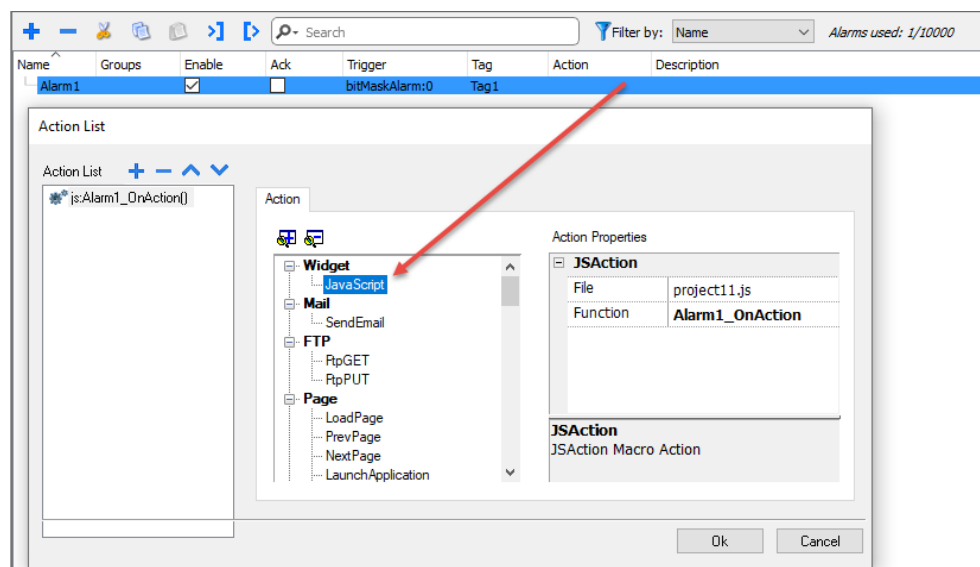 Search Filter by: Name Alarms used: 1/10000
Name Groups Enable Ack Trigger Tag Action Description
Alarm1 bitMaskAlarm:0 Tag1
Action List
Action List
js:Alarm1_OnAction()
Action
Action Properties
Widget
JavaScript
Mail
SendEmail
FTP
FtpGET
FtpPUT
Page
LoadPage
PrevPage
NextPage
LaunchApplication
JSAction
File project11.js
Function Alarm1_OnAction
JSAction
JSAction Macro Action
Ok Cancel